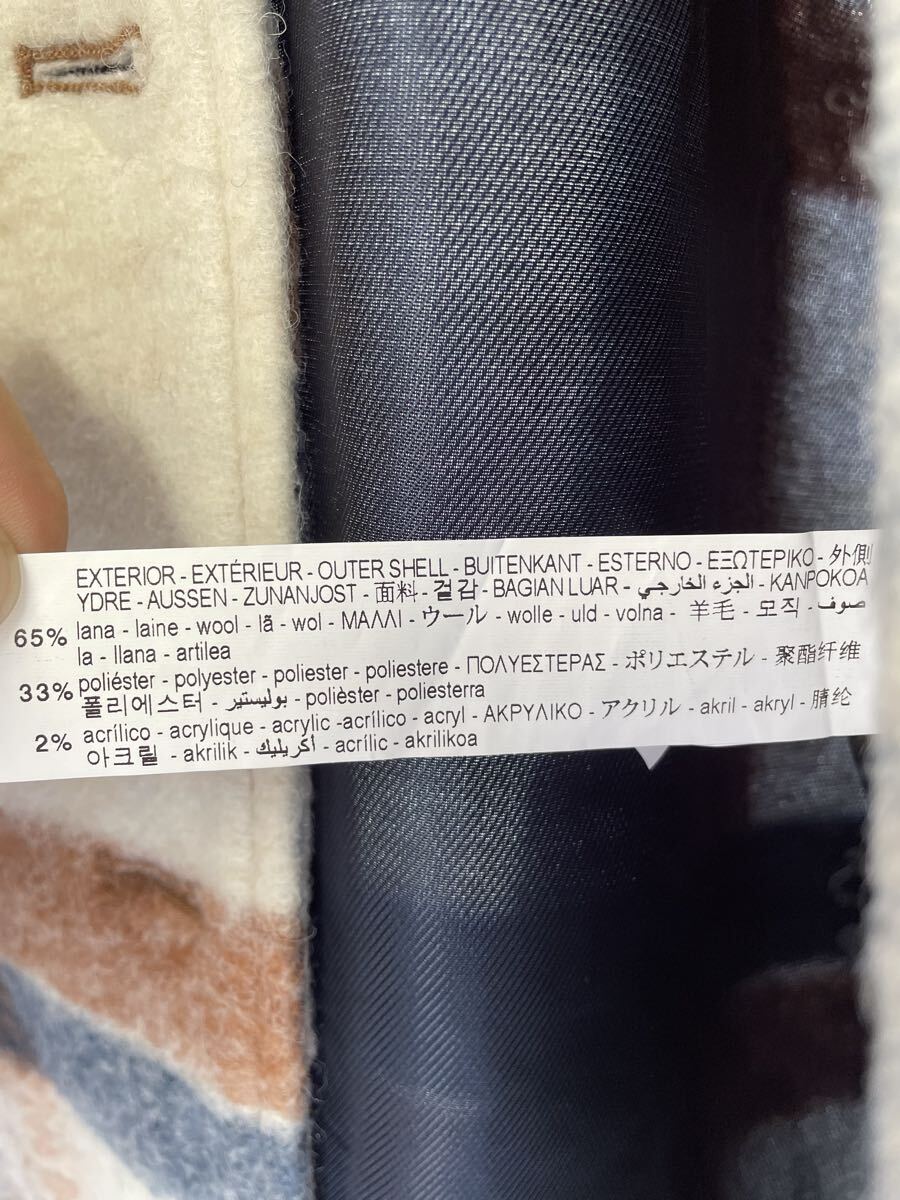 EXTERIOR - EXTÉRIEUR - OUTER SHELL - BUITENKANT - ESTERNO - ΕΞΩΤΕΡΙΚΟ - 外側
YDRE - AUSSEN - ZUNANJOST - 面料 - 겉감 - BAGIAN LUAR - الجزء الخارجي - KANPOKOA
65% lana - laine - wool - lã - wol - ΜΑΛΛΙ - ウール - wolle - uld - volna - 羊毛 - 모직 - صوف
la - llana - artilea
33% poliéster - polyester - poliester - poliestere - ΠΟΛΥΕΣΤΕΡΑΣ - ポリエステル - 聚酯纤维
폴리에스터 - بوليستير - polièster - poliesterra
2% acrílico - acrylique - acrylic -acrílico - acryl - ΑΚΡΥΛΙΚΟ - アクリル - akril - akryl - 腈纶
아크릴 - akrilik - أكريليك - acrílic - akrilikoa